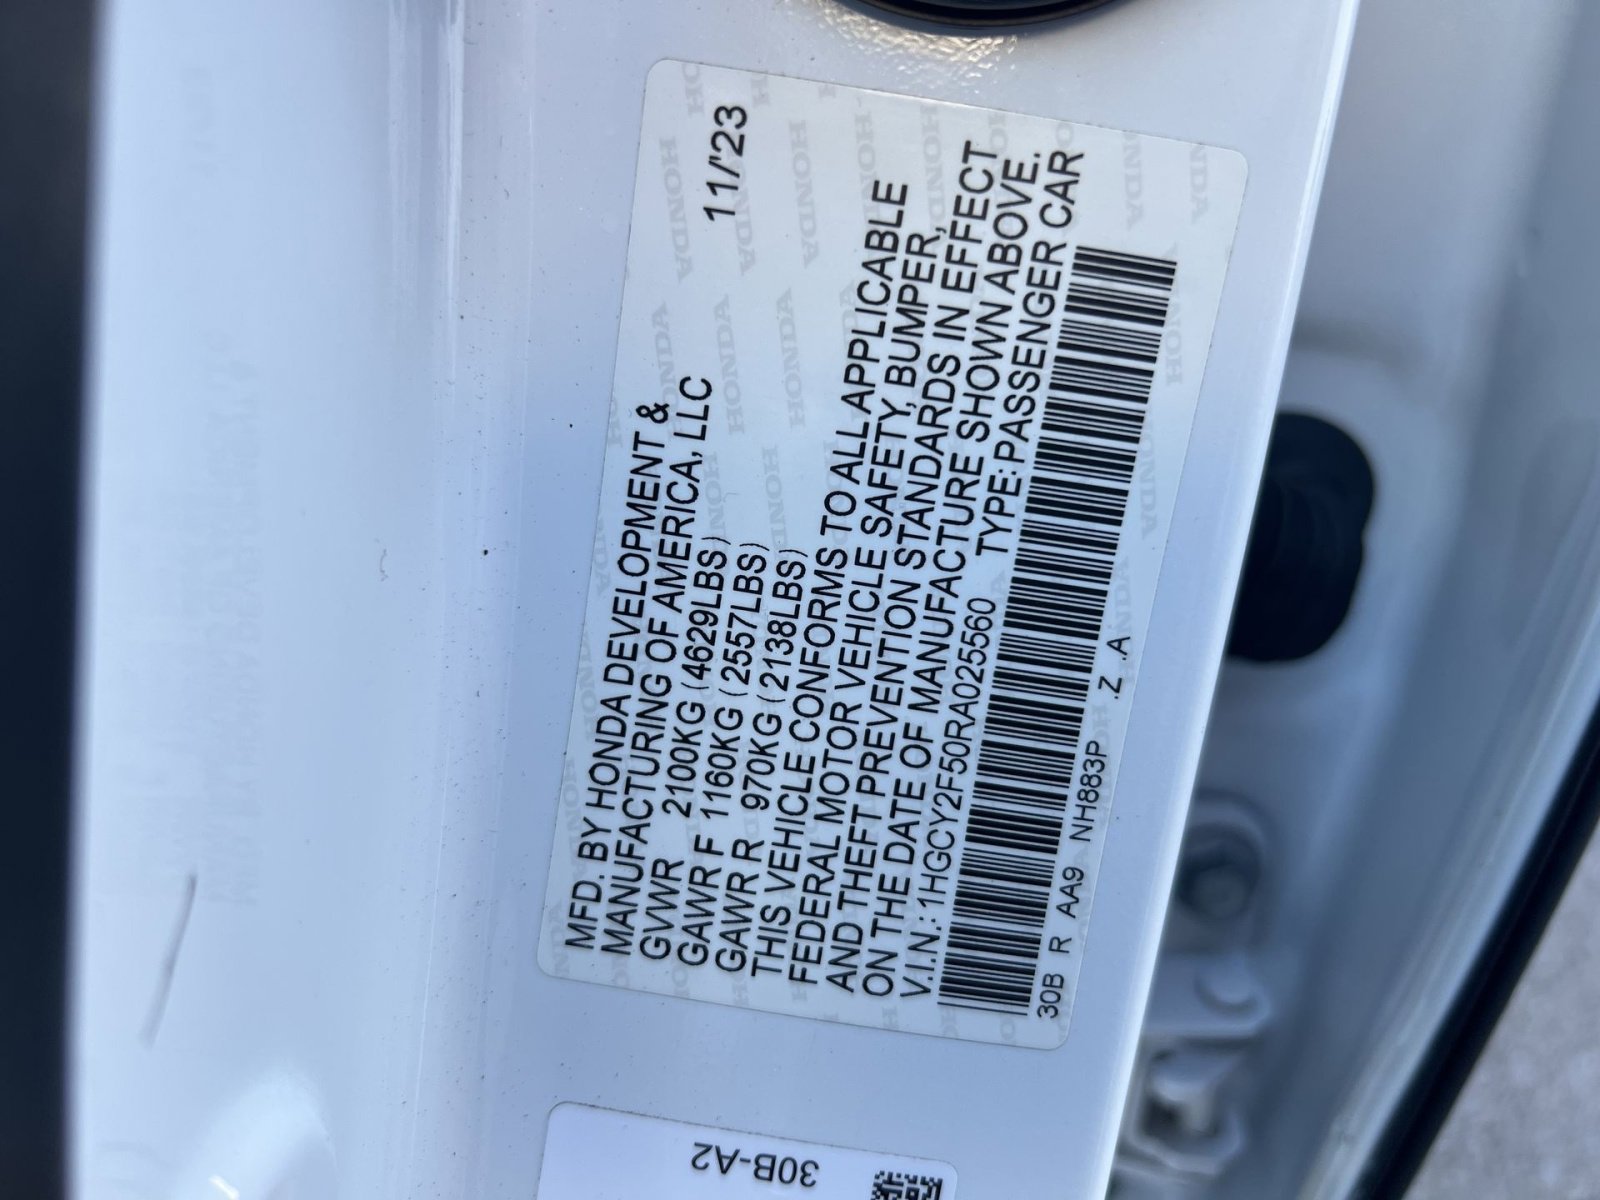 MFD. BY HONDA DEVELOPMENT &
MANUFACTURING OF AMERICA, LLC 11/'23
GVWR 2100KG (4629LBS)
GAWR F 1160KG (2557LBS)
GAWR R 970KG (2138LBS)
THIS VEHICLE CONFORMS TO ALL APPLICABLE
FEDERAL MOTOR VEHICLE SAFETY, BUMPER,
AND THEFT PREVENTION STANDARDS IN EFFECT
ON THE DATE OF MANUFACTURE SHOWN ABOVE.
V.I.N.: 1HGCY2F50RA025560 TYPE: PASSENGER CAR
30B R AA9 NH883P .Z .A
30B-A2